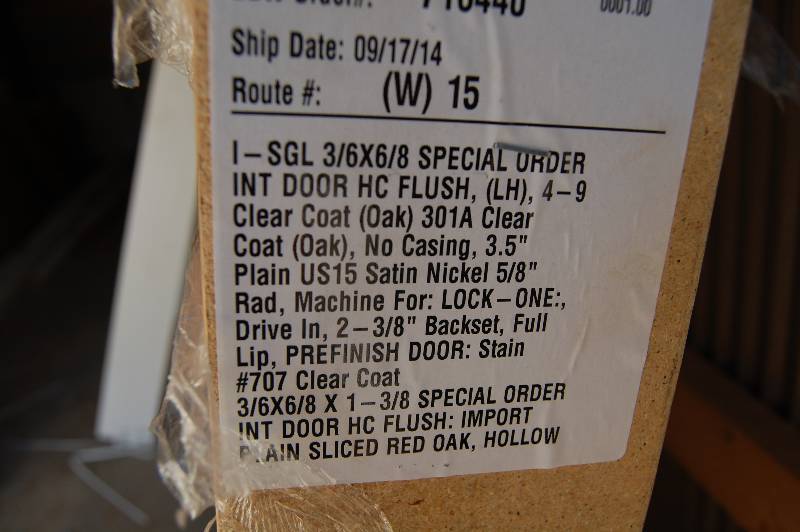 716440 0001.00
Ship Date: 09/17/14
Route #: (W) 15
I-SGL 3/6X6/8 SPECIAL ORDER
INT DOOR HC FLUSH, (LH), 4-9
Clear Coat (Oak) 301A Clear
Coat (Oak), No Casing, 3.5"
Plain US15 Satin Nickel 5/8"
Rad, Machine For: LOCK-ONE:,
Drive In, 2-3/8" Backset, Full
Lip, PREFINISH DOOR: Stain
#707 Clear Coat
3/6X6/8 X 1-3/8 SPECIAL ORDER
INT DOOR HC FLUSH: IMPORT
PLAIN SLICED RED OAK, HOLLOW